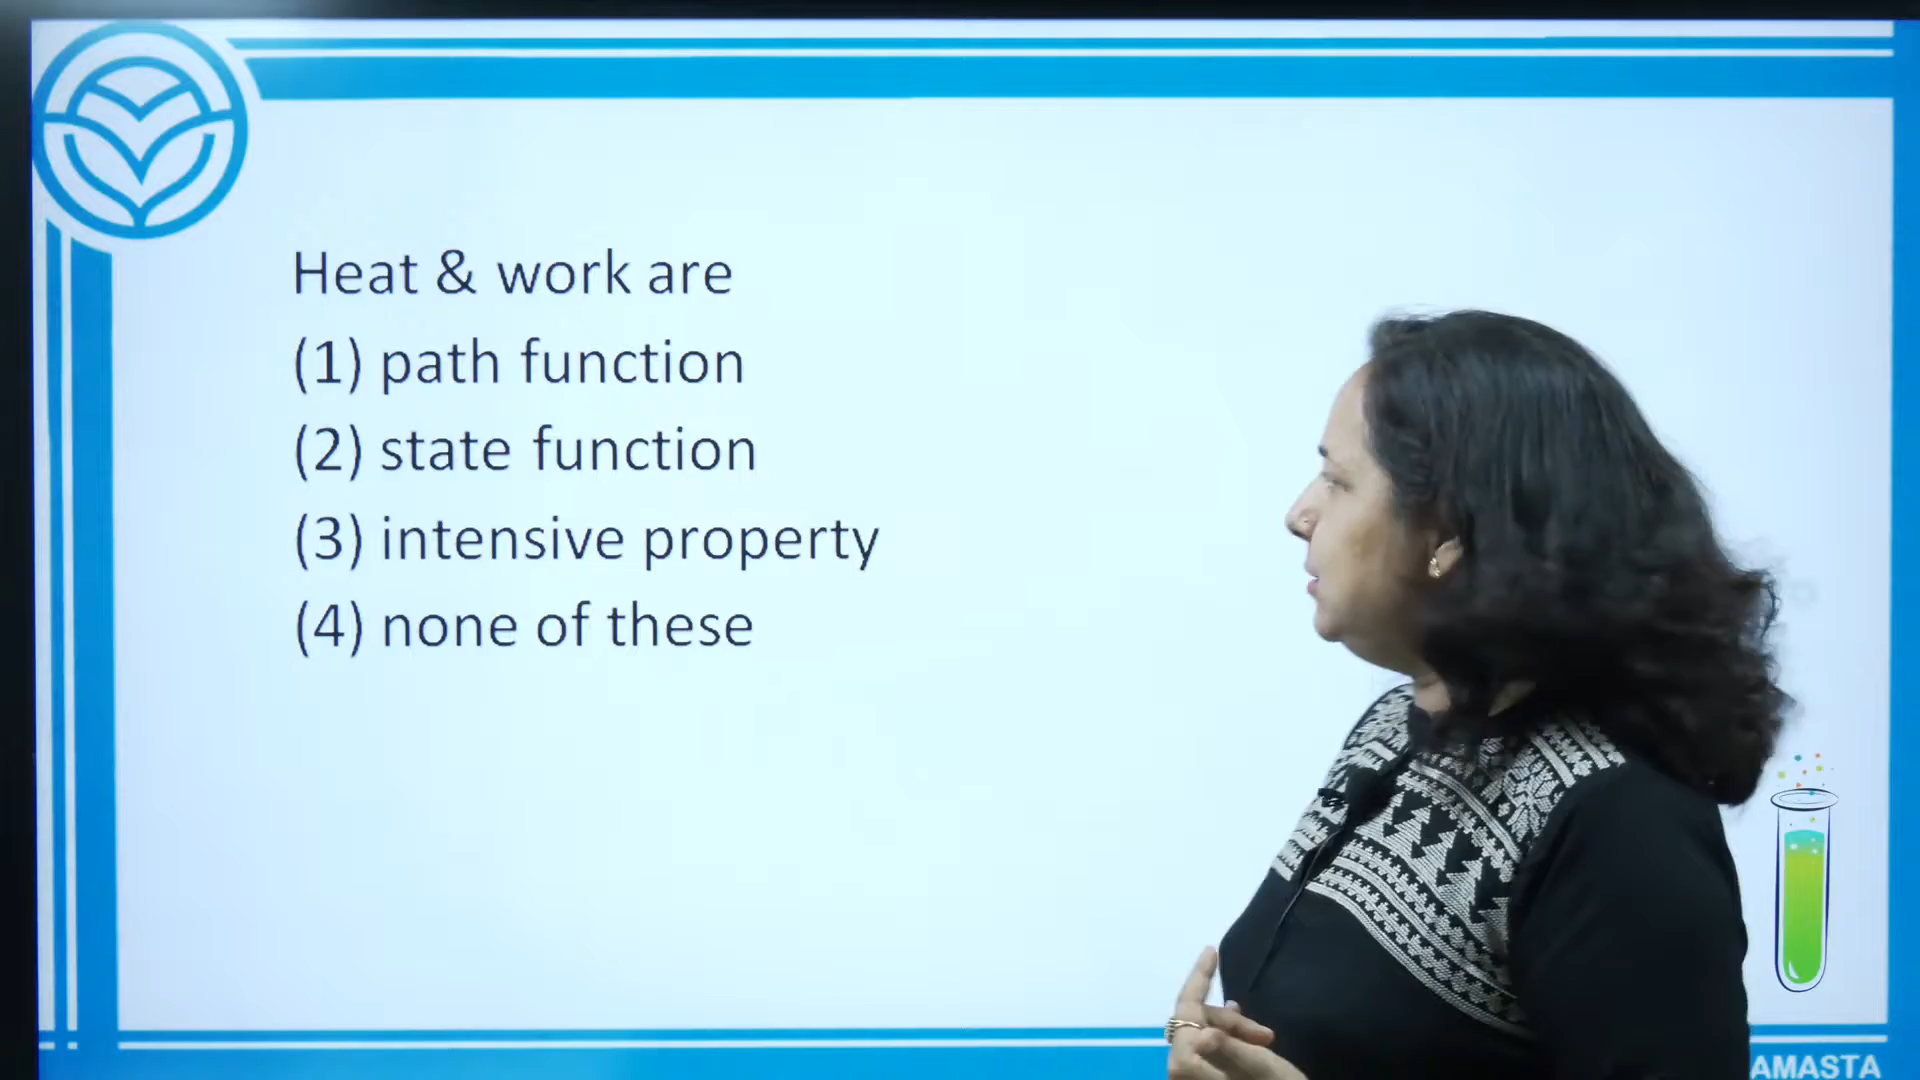 Heat & work are
(1) path function
(2) state function
(3) intensive property
(4) none of these
AMASTA